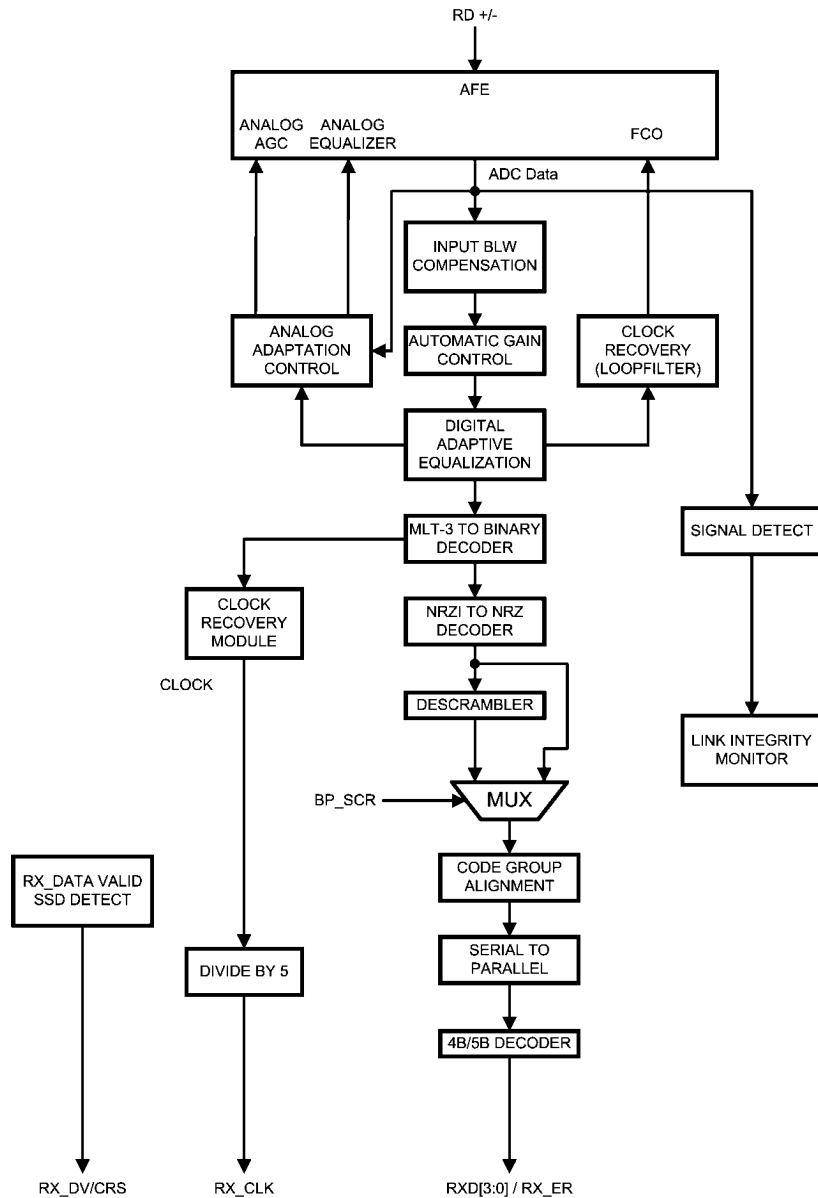 RD +/-
AFE
ANALOG
AGC
ANALOG
EQUALIZER
FCO
ADC Data
INPUT BLW
COMPENSATION
ANALOG
ADAPTATION
CONTROL
AUTOMATIC GAIN
CONTROL
CLOCK
RECOVERY
(LOOPFILTER)
DIGITAL
ADAPTIVE
EQUALIZATION
MLT-3 TO BINARY
DECODER
SIGNAL DETECT
CLOCK
RECOVERY
MODULE
NRZI TO NRZ
DECODER
CLOCK
DESCRAMBLER
LINK INTEGRITY
MONITOR
BP_SCR
MUX
RX_DATA VALID
SSD DETECT
CODE GROUP
ALIGNMENT
DIVIDE BY 5
SERIAL TO
PARALLEL
4B/5B DECODER
RX_DV/CRS
RX_CLK
RXD[3:0] / RX_ER